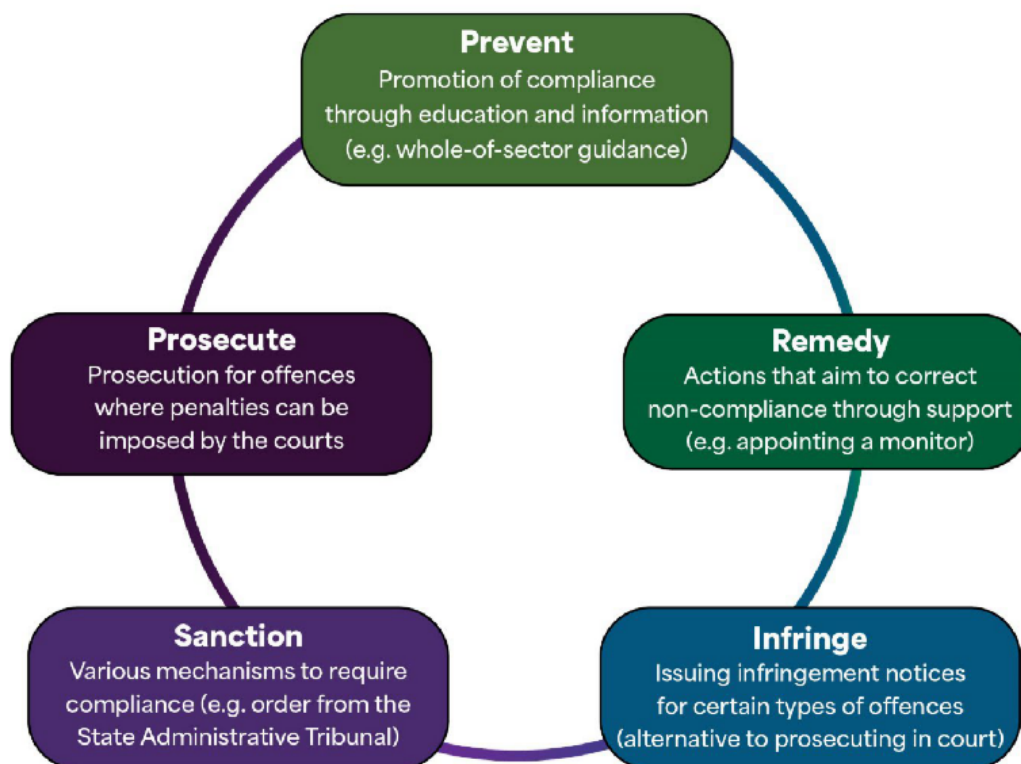 Prevent
Promotion of compliance
through education and information
(e.g. whole-of-sector guidance)
Prosecute
Prosecution for offences
where penalties can be
imposed by the courts
Remedy
Actions that aim to correct
non-compliance through support
(e.g. appointing a monitor)
Sanction
Various mechanisms to require
compliance (e.g. order from the
State Administrative Tribunal)
Infringe
Issuing infringement notices
for certain types of offences
(alternative to prosecuting in court)